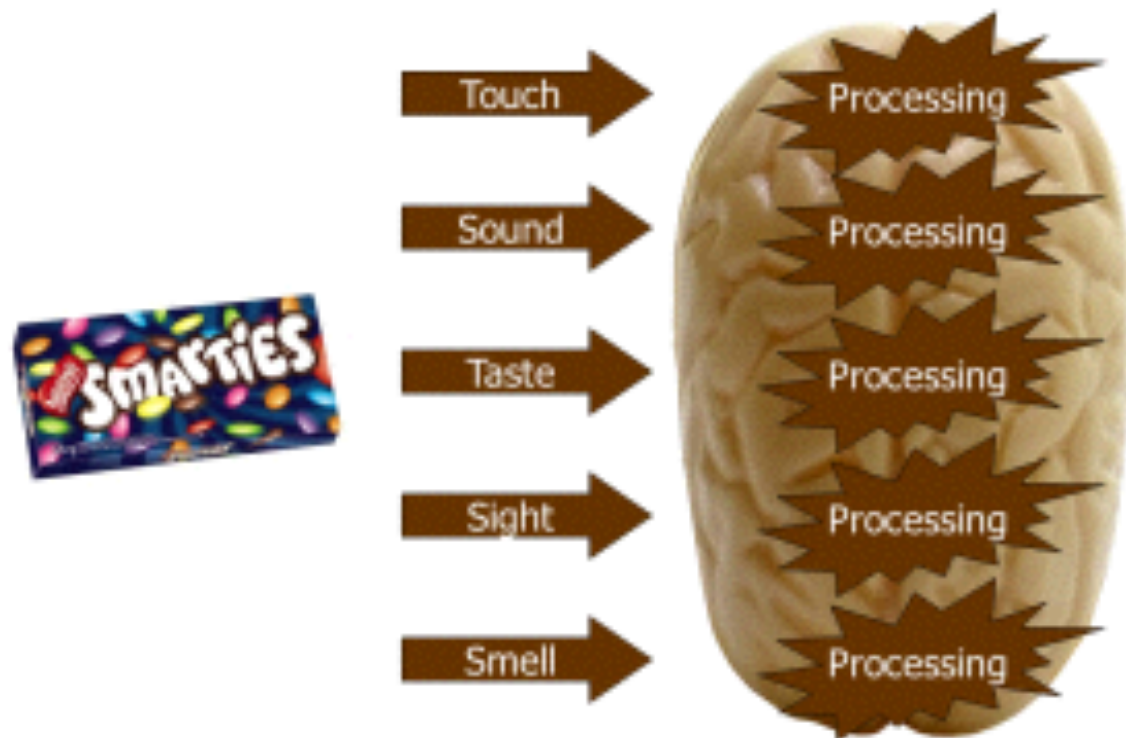 Touch
Processing
Sound
Processing
SMARTIES
Taste
Processing
Sight
Processing
Smell
Processing